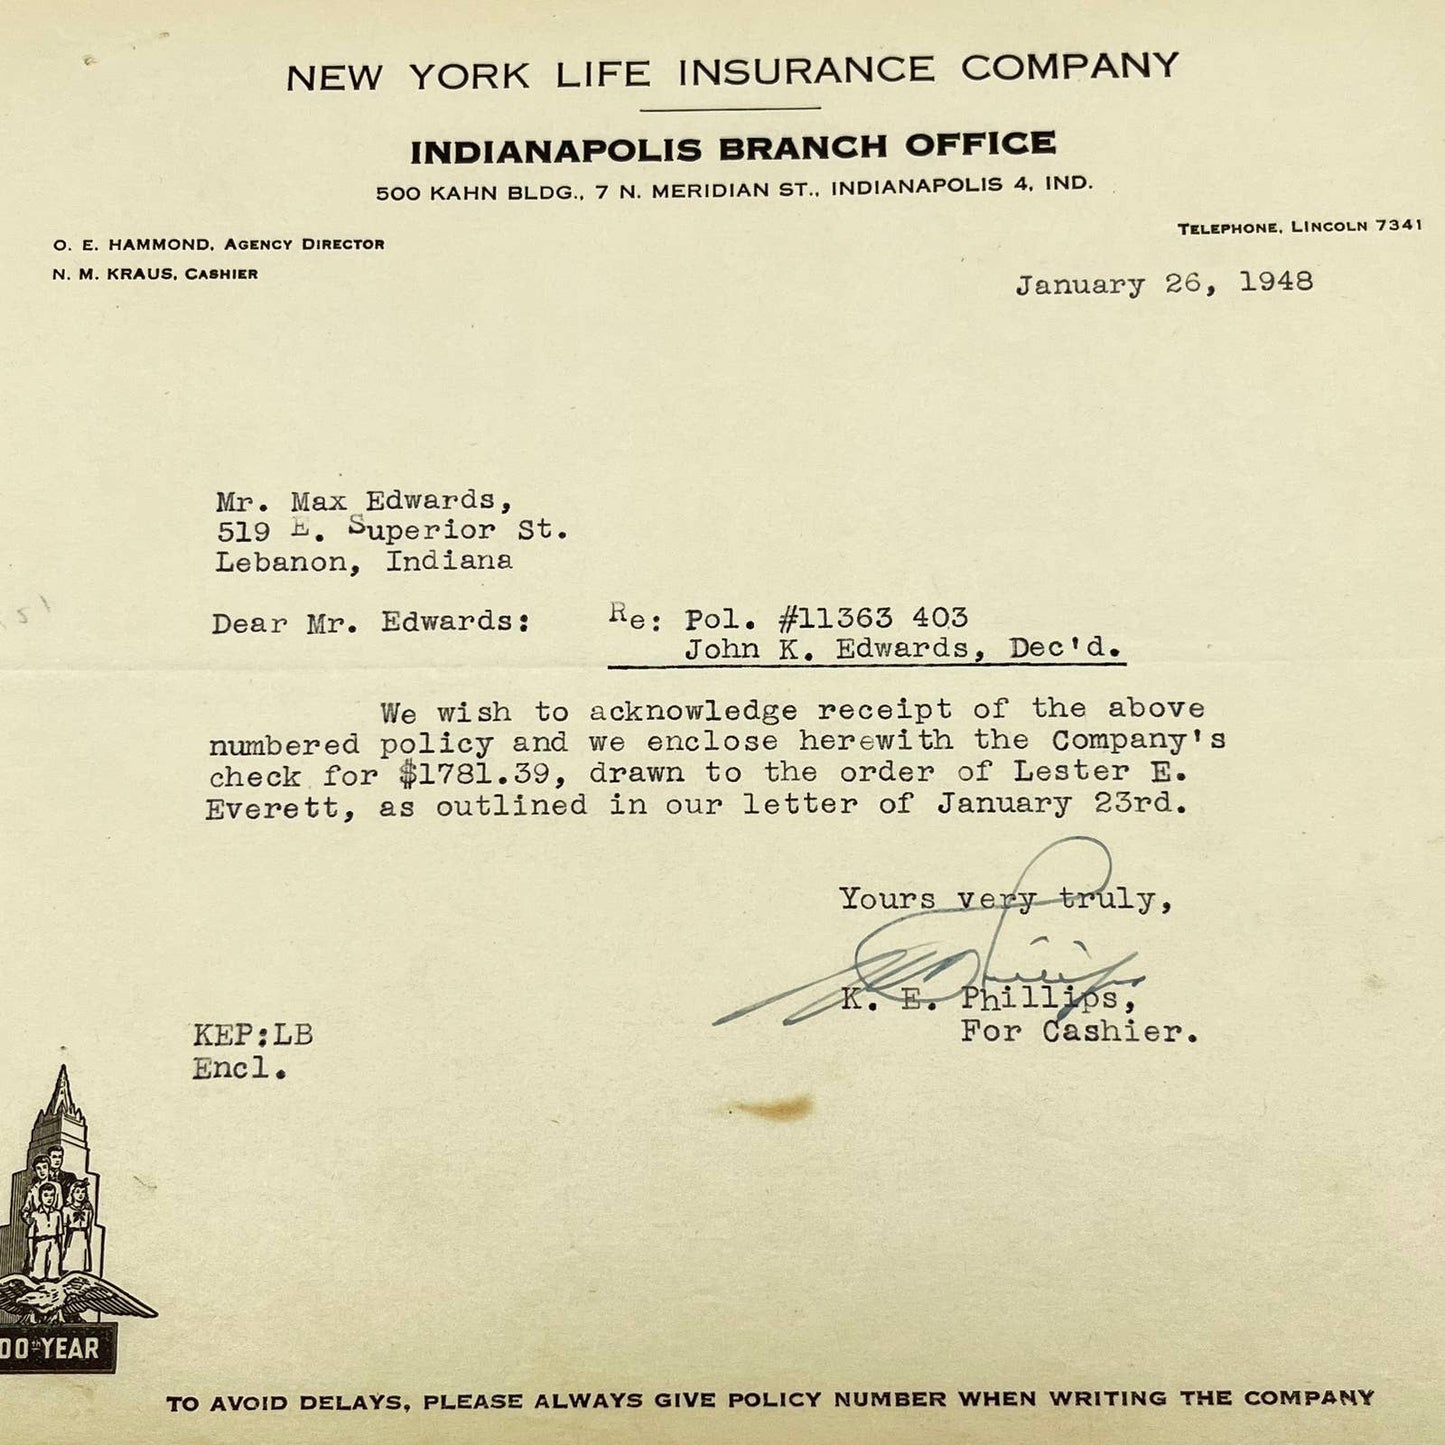 NEW YORK LIFE INSURANCE COMPANY
INDIANAPOLIS BRANCH OFFICE
500 KAHN BLDG., 7 N. MERIDIAN ST., INDIANAPOLIS 4, IND.
TELEPHONE, LINCOLN 7341
O. E. HAMMOND, AGENCY DIRECTOR
N. M. KRAUS, CASHIER
January 26, 1948
Mr. Max Edwards,
519 E. Superior St.
Lebanon, Indiana
Dear Mr. Edwards: Re: Pol. #11363 403
John K. Edwards, Dec'd.
We wish to acknowledge receipt of the above
numbered policy and we enclose herewith the Company's
check for $1781.39, drawn to the order of Lester E.
Everett, as outlined in our letter of January 23rd.
Yours very truly,
K. E. Phillips,
For Cashier.
KEP:LB
Encl.
00th YEAR
TO AVOID DELAYS, PLEASE ALWAYS GIVE POLICY NUMBER WHEN WRITING THE COMPANY